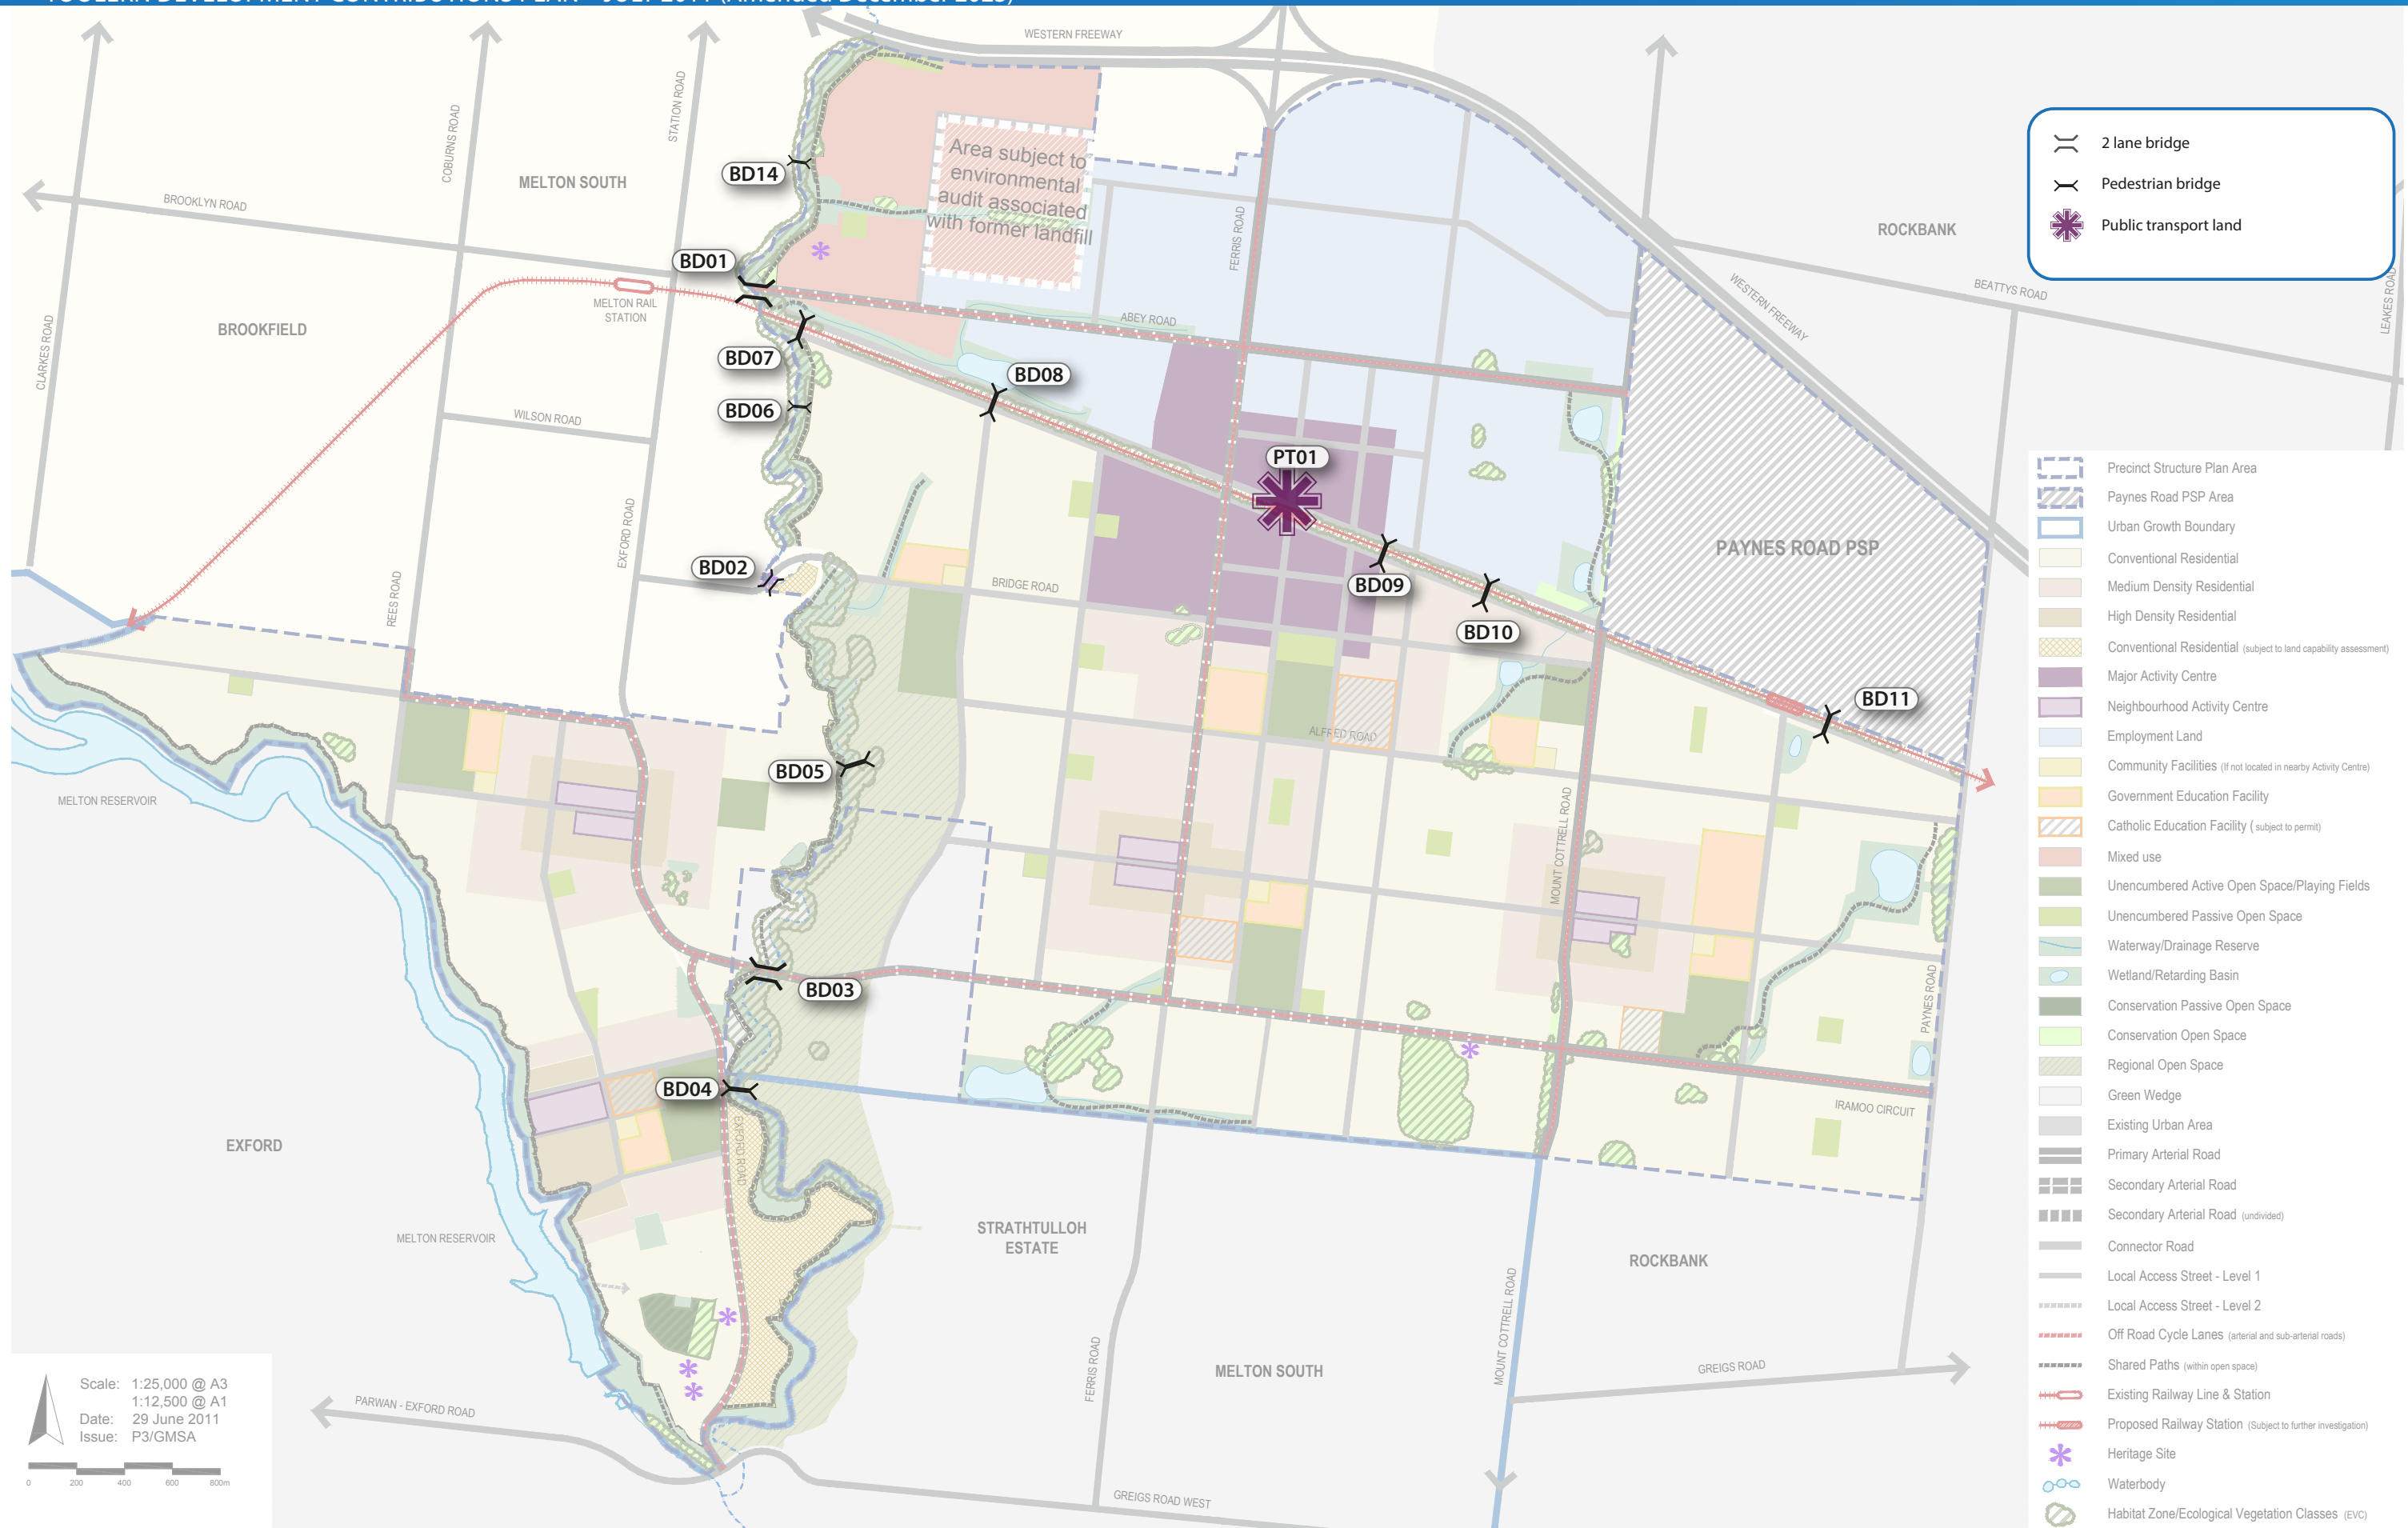 TOOLERN DEVELOPMENT CONTRIBUTIONS PLAN – JULY 2011 (Amended December 2023)
WESTERN FREEWAY
COBURNS ROAD
STATION ROAD
MELTON SOUTH
BROOKLYN ROAD
BD14
Area subject to
environmental
audit associated
with former landfill
FERRIS ROAD
ROCKBANK
2 lane bridge
Pedestrian bridge
Public transport land
BD01
MELTON RAIL
STATION
BROOKFIELD
CLARKES ROAD
ABEY ROAD
WESTERN FREEWAY
BEATTYS ROAD
LEAKES ROAD
BD07
BD08
BD06
WILSON ROAD
PT01
EXFORD ROAD
BD02
BRIDGE ROAD
BD09
BD10
PAYNES ROAD PSP
REES ROAD
BD11
ALFRED ROAD
BD05
MELTON RESERVOIR
MOUNT COTTRELL ROAD
BD03
PAYNES ROAD
BD04
EXFORD ROAD
IRAMOO CIRCUIT
EXFORD
MELTON RESERVOIR
STRATHTULLOH
ESTATE
ROCKBANK
MELTON SOUTH
FERRIS ROAD
MOUNT COTTRELL ROAD
GREIGS ROAD
PARWAN - EXFORD ROAD
GREIGS ROAD WEST
Precinct Structure Plan Area
Paynes Road PSP Area
Urban Growth Boundary
Conventional Residential
Medium Density Residential
High Density Residential
Conventional Residential (subject to land capability assessment)
Major Activity Centre
Neighbourhood Activity Centre
Employment Land
Community Facilities (If not located in nearby Activity Centre)
Government Education Facility
Catholic Education Facility ( subject to permit)
Mixed use
Unencumbered Active Open Space/Playing Fields
Unencumbered Passive Open Space
Waterway/Drainage Reserve
Wetland/Retarding Basin
Conservation Passive Open Space
Conservation Open Space
Regional Open Space
Green Wedge
Existing Urban Area
Primary Arterial Road
Secondary Arterial Road
Secondary Arterial Road (undivided)
Connector Road
Local Access Street - Level 1
Local Access Street - Level 2
Off Road Cycle Lanes (arterial and sub-arterial roads)
Shared Paths (within open space)
Existing Railway Line & Station
Proposed Railway Station (Subject to further investigation)
Heritage Site
Waterbody
Habitat Zone/Ecological Vegetation Classes (EVC)
Scale: 1:25,000 @ A3
1:12,500 @ A1
Date: 29 June 2011
Issue: P3/GMSA
0 200 400 600 800m